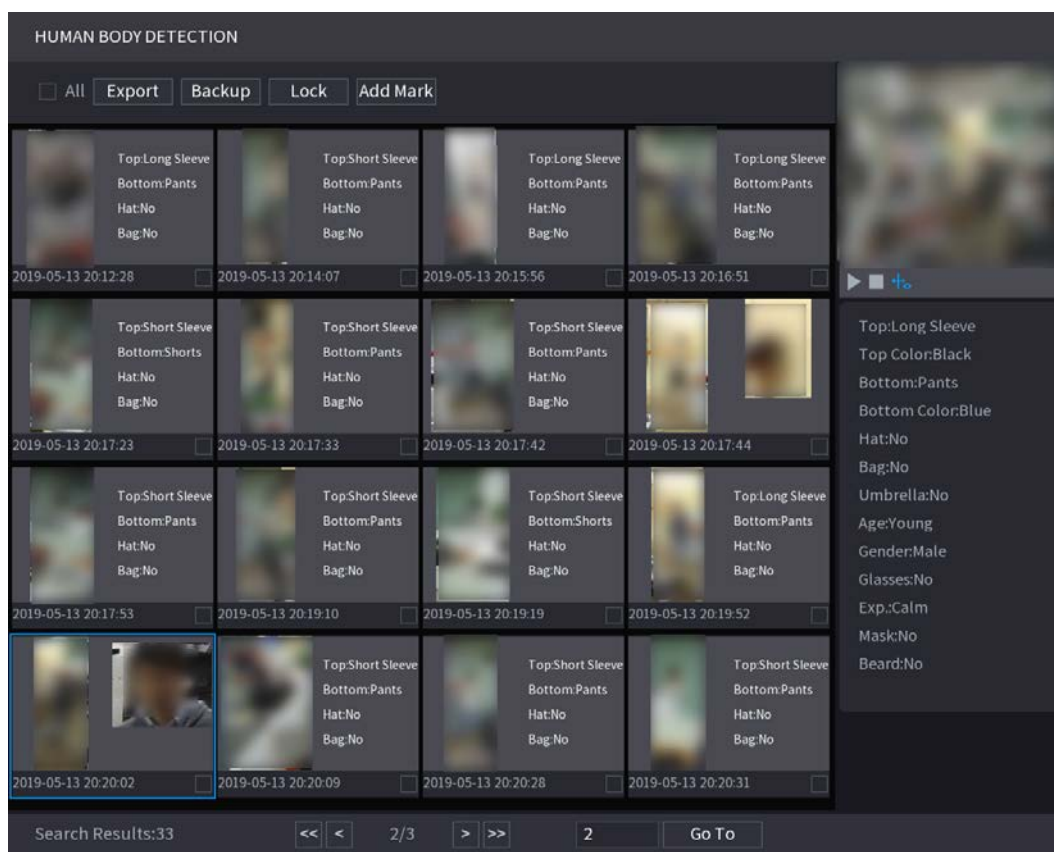 HUMAN BODY DETECTION
All Export Backup Lock Add Mark
Top:Long Sleeve
Bottom:Pants
Hat:No
Bag:No
2019-05-13 20:12:28
Top:Short Sleeve
Bottom:Pants
Hat:No
Bag:No
2019-05-13 20:14:07
Top:Long Sleeve
Bottom:Pants
Hat:No
Bag:No
2019-05-13 20:15:56
Top:Long Sleeve
Bottom:Pants
Hat:No
Bag:No
2019-05-13 20:16:51
Top:Short Sleeve
Bottom:Shorts
Hat:No
Bag:No
2019-05-13 20:17:23
Top:Short Sleeve
Bottom:Pants
Hat:No
Bag:No
2019-05-13 20:17:33
Top:Short Sleeve
Bottom:Pants
Hat:No
Bag:No
2019-05-13 20:17:42
2019-05-13 20:17:44
Top:Short Sleeve
Bottom:Pants
Hat:No
Bag:No
2019-05-13 20:17:53
Top:Short Sleeve
Bottom:Pants
Hat:No
Bag:No
2019-05-13 20:19:10
Top:Short Sleeve
Bottom:Shorts
Hat:No
Bag:No
2019-05-13 20:19:19
Top:Long Sleeve
Bottom:Pants
Hat:No
Bag:No
2019-05-13 20:19:52
2019-05-13 20:20:02
Top:Short Sleeve
Bottom:Pants
Hat:No
Bag:No
2019-05-13 20:20:09
Top:Short Sleeve
Bottom:Pants
Hat:No
Bag:No
2019-05-13 20:20:28
Top:Short Sleeve
Bottom:Pants
Hat:No
Bag:No
2019-05-13 20:20:31
Top:Long Sleeve
Top Color:Black
Bottom:Pants
Bottom Color:Blue
Hat:No
Bag:No
Umbrella:No
Age:Young
Gender:Male
Glasses:No
Exp.:Calm
Mask:No
Beard:No
Search Results:33 << < 2/3 > >> 2 Go To